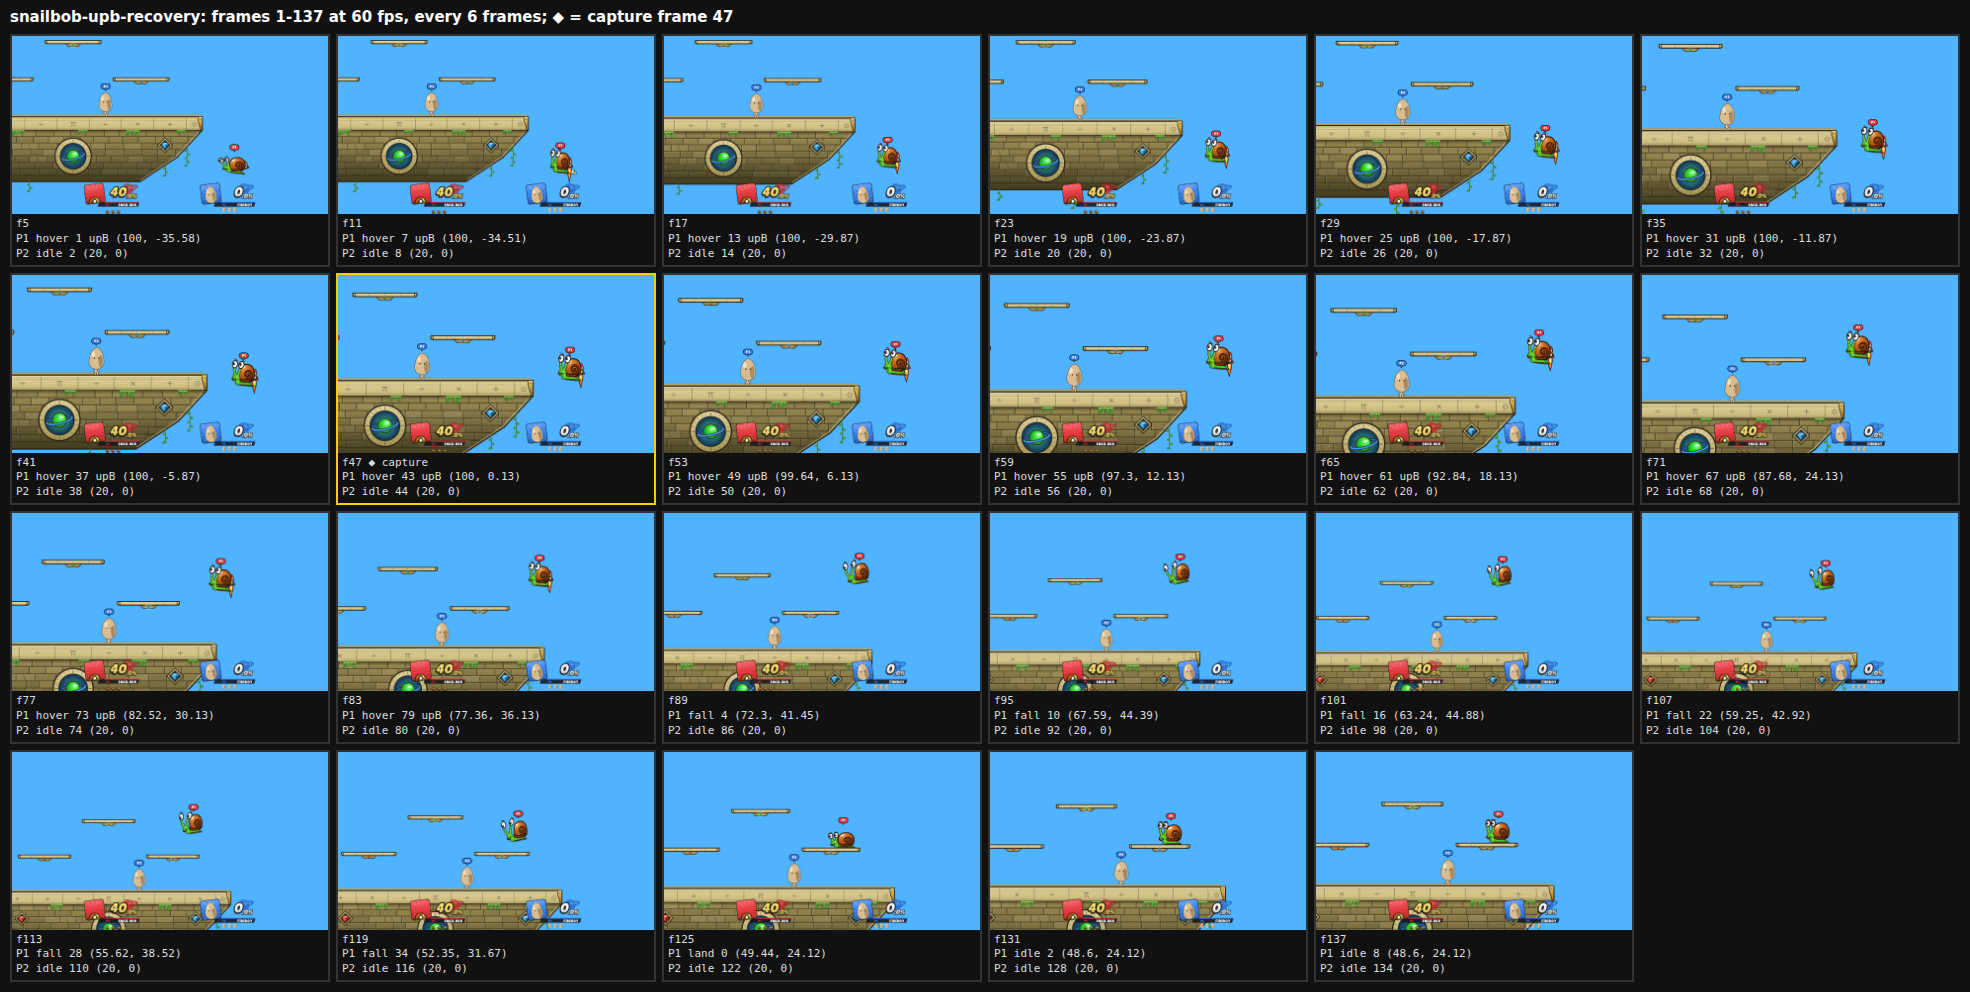 snailbob-upb-recovery: frames 1-137 at 60 fps, every 6 frames; ◆ = capture frame 47
f5
P1 hover 1 upB (100, -35.58)
P2 idle 2 (20, 0)
f11
P1 hover 7 upB (100, -34.51)
P2 idle 8 (20, 0)
f17
P1 hover 13 upB (100, -29.87)
P2 idle 14 (20, 0)
f23
P1 hover 19 upB (100, -23.87)
P2 idle 20 (20, 0)
f29
P1 hover 25 upB (100, -17.87)
P2 idle 26 (20, 0)
f35
P1 hover 31 upB (100, -11.87)
P2 idle 32 (20, 0)
f41
P1 hover 37 upB (100, -5.87)
P2 idle 38 (20, 0)
f47 ◆ capture
P1 hover 43 upB (100, 0.13)
P2 idle 44 (20, 0)
f53
P1 hover 49 upB (99.64, 6.13)
P2 idle 50 (20, 0)
f59
P1 hover 55 upB (97.3, 12.13)
P2 idle 56 (20, 0)
f65
P1 hover 61 upB (92.84, 18.13)
P2 idle 62 (20, 0)
f71
P1 hover 67 upB (87.68, 24.13)
P2 idle 68 (20, 0)
f77
P1 hover 73 upB (82.52, 30.13)
P2 idle 74 (20, 0)
f83
P1 hover 79 upB (77.36, 36.13)
P2 idle 80 (20, 0)
f89
P1 fall 4 (72.3, 41.45)
P2 idle 86 (20, 0)
f95
P1 fall 10 (67.59, 44.39)
P2 idle 92 (20, 0)
f101
P1 fall 16 (63.24, 44.88)
P2 idle 98 (20, 0)
f107
P1 fall 22 (59.25, 42.92)
P2 idle 104 (20, 0)
f113
P1 fall 28 (55.62, 38.52)
P2 idle 110 (20, 0)
f119
P1 fall 34 (52.35, 31.67)
P2 idle 116 (20, 0)
f125
P1 land 0 (49.44, 24.12)
P2 idle 122 (20, 0)
f131
P1 idle 2 (48.6, 24.12)
P2 idle 128 (20, 0)
f137
P1 idle 8 (48.6, 24.12)
P2 idle 134 (20, 0)